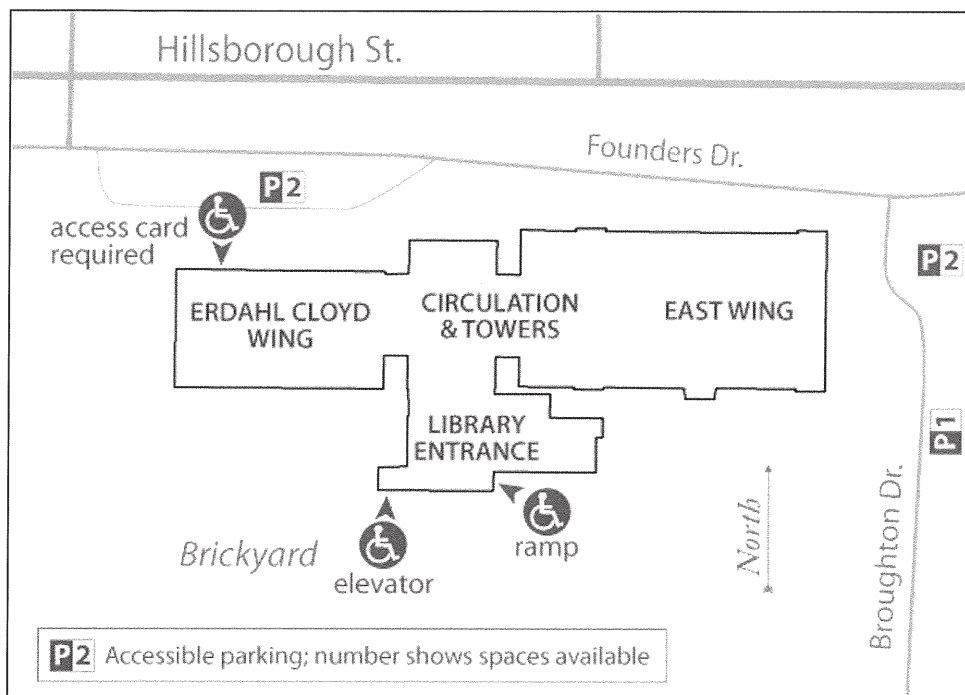 Hillsborough St.
Founders Dr.
P2
access card
required
P2
ERDAHL CLOYD
WING
CIRCULATION
& TOWERS
EAST WING
LIBRARY
ENTRANCE
P1
Broughton Dr.
North
ramp
Brickyard
elevator
P2 Accessible parking; number shows spaces available